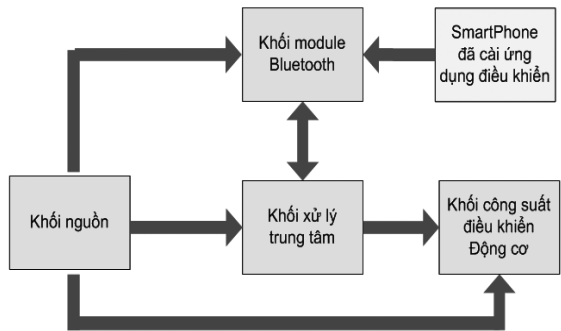 Khối module
Bluetooth
SmartPhone
đã cài ứng
dụng điều khiển
Khối nguồn
Khối xử lý
trung tâm
Khối công suất
điều khiển
Động cơ